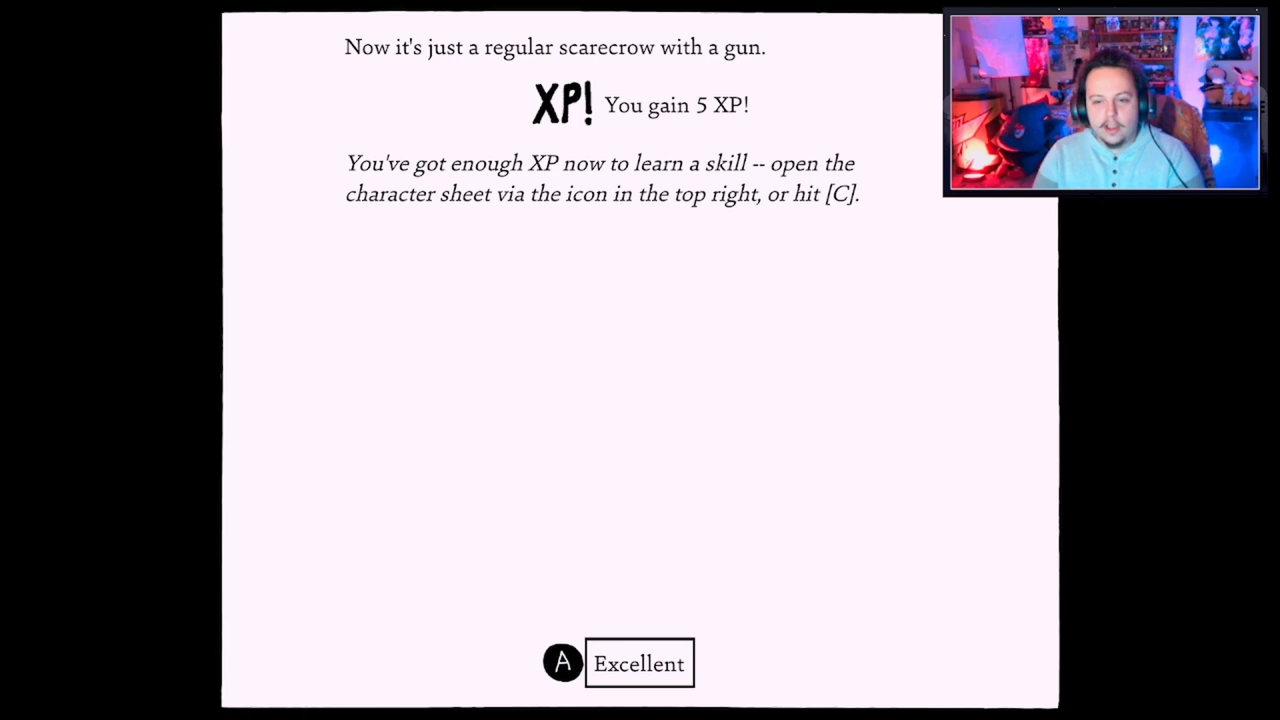 Now it's just a regular scarecrow with a gun.
XP! You gain 5 XP!
You've got enough XP now to learn a skill -- open the
character sheet via the icon in the top right, or hit [C].
A Excellent